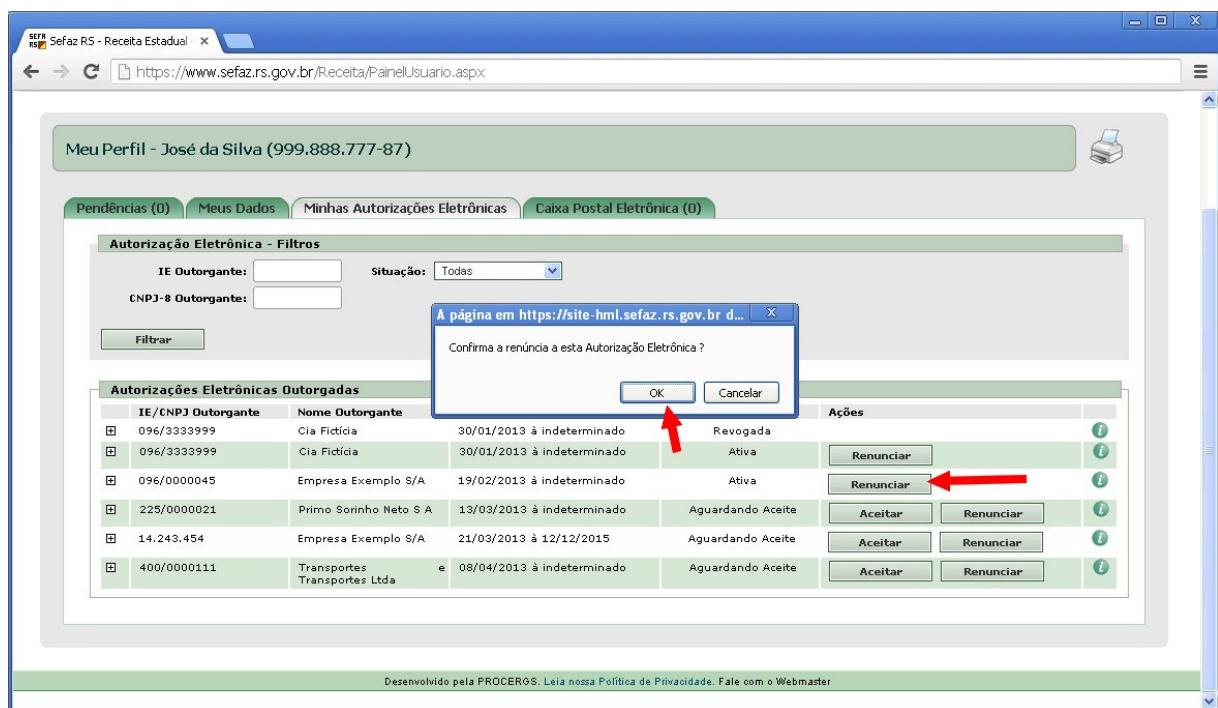 SEFA RS
Sefaz RS - Receita Estadual x
https://www.sefaz.rs.gov.br/Receita/PainelUsuario.aspx
Meu Perfil - José da Silva (999.888.777-87)
Pendências (0) Meus Dados Minhas Autorizações Eletrônicas Caixa Postal Eletrônica (0)
Autorização Eletrônica - Filtros
IE Outorgante: Situação: Todas
CNPJ-8 Outorgante:
Filtrar
A página em https://site-hml.sefaz.rs.gov.br d... X
Confirma a renúncia a esta Autorização Eletrônica ?
OK Cancelar
Autorizações Eletrônicas Outorgadas
IE/CNPJ Outorgante Nome Outorgante Ações
096/3333999 Cia Fictícia 30/01/2013 à indeterminado Revogada
096/3333999 Cia Fictícia 30/01/2013 à indeterminado Ativa Renunciar
096/0000045 Empresa Exemplo S/A 19/02/2013 à indeterminado Ativa Renunciar
225/0000021 Primo Sorinho Neto S A 13/03/2013 à indeterminado Aguardando Aceite Aceitar Renunciar
14.243.454 Empresa Exemplo S/A 21/03/2013 à 12/12/2015 Aguardando Aceite Aceitar Renunciar
400/0000111 Transportes e 08/04/2013 à indeterminado Aguardando Aceite Aceitar Renunciar
Transportes Ltda
Desenvolvido pela PROCERGS. Leia nossa Política de Privacidade. Fale com o Webmaster